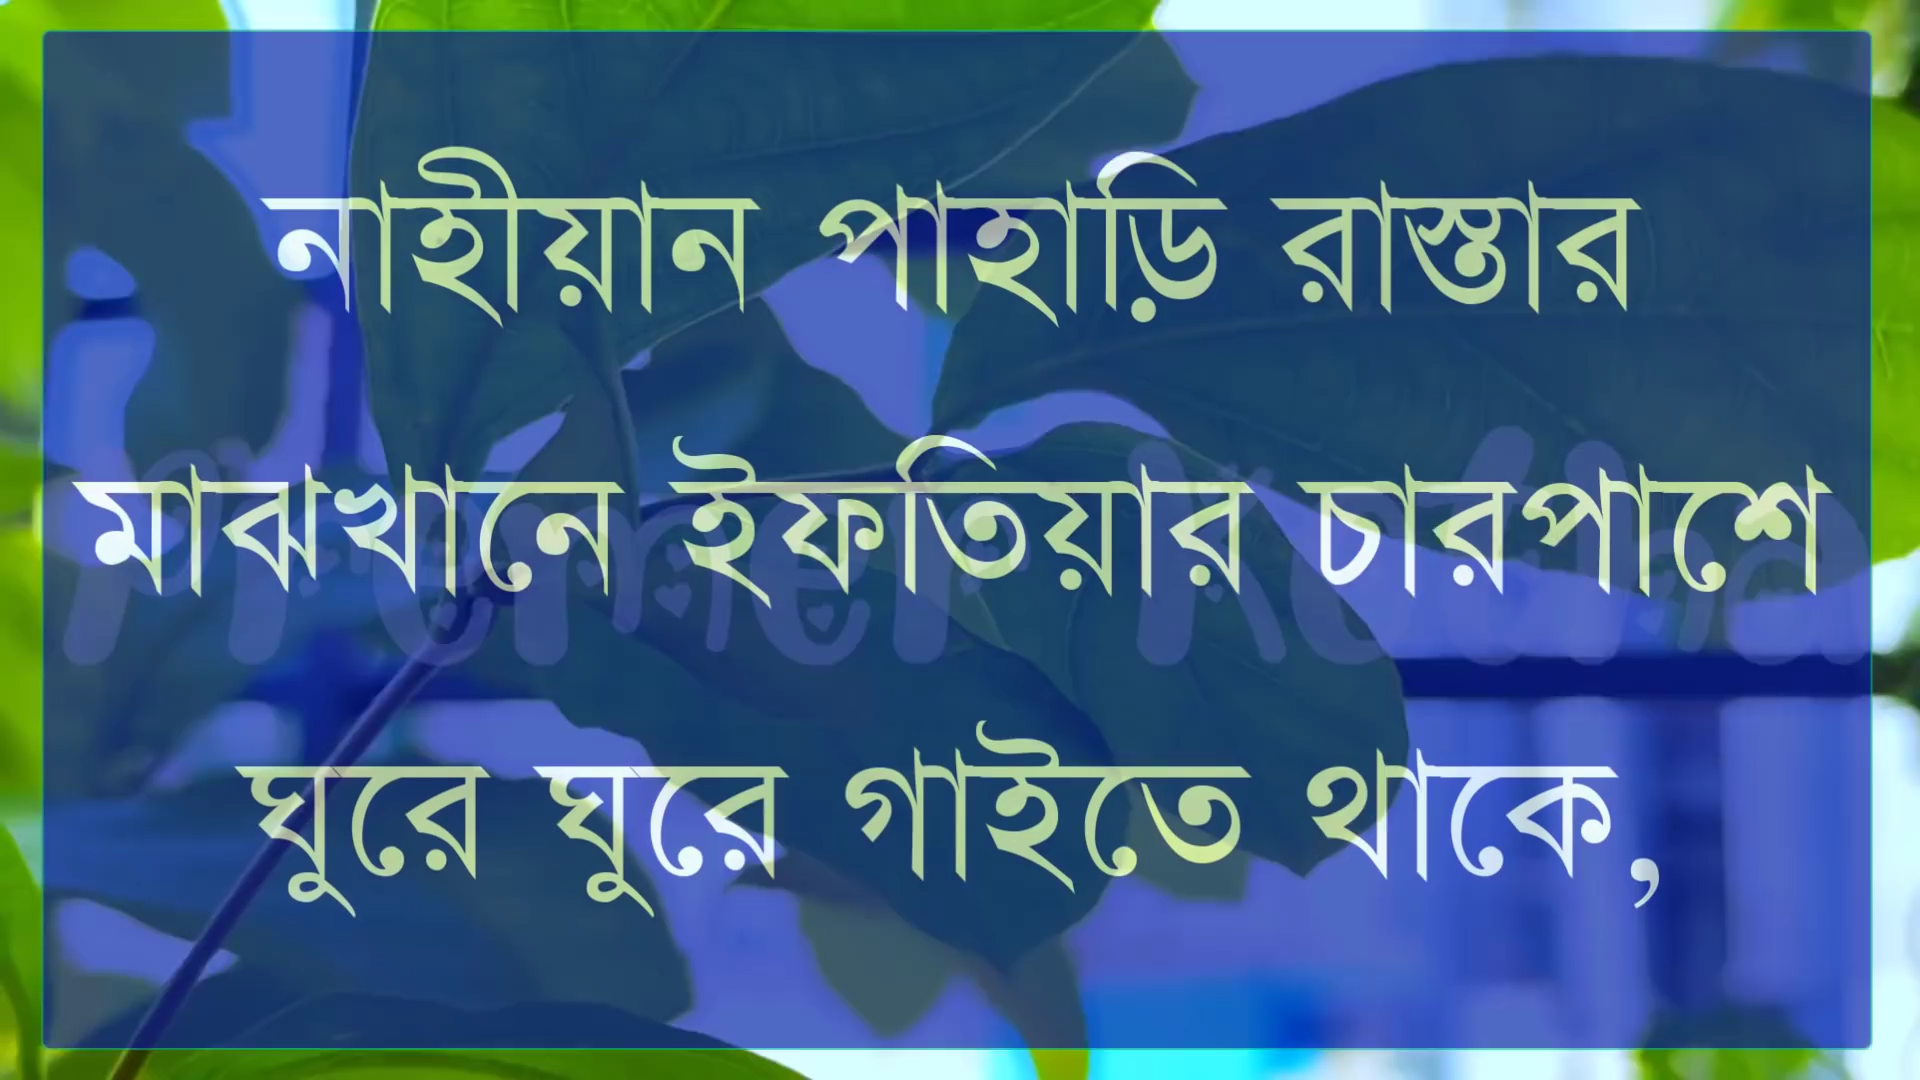 নাহীয়ান পাহাড়ি রাস্তার
মাঝখানে ইফতিয়ার চারপাশে
ঘুরে ঘুরে গাইতে থাকে,